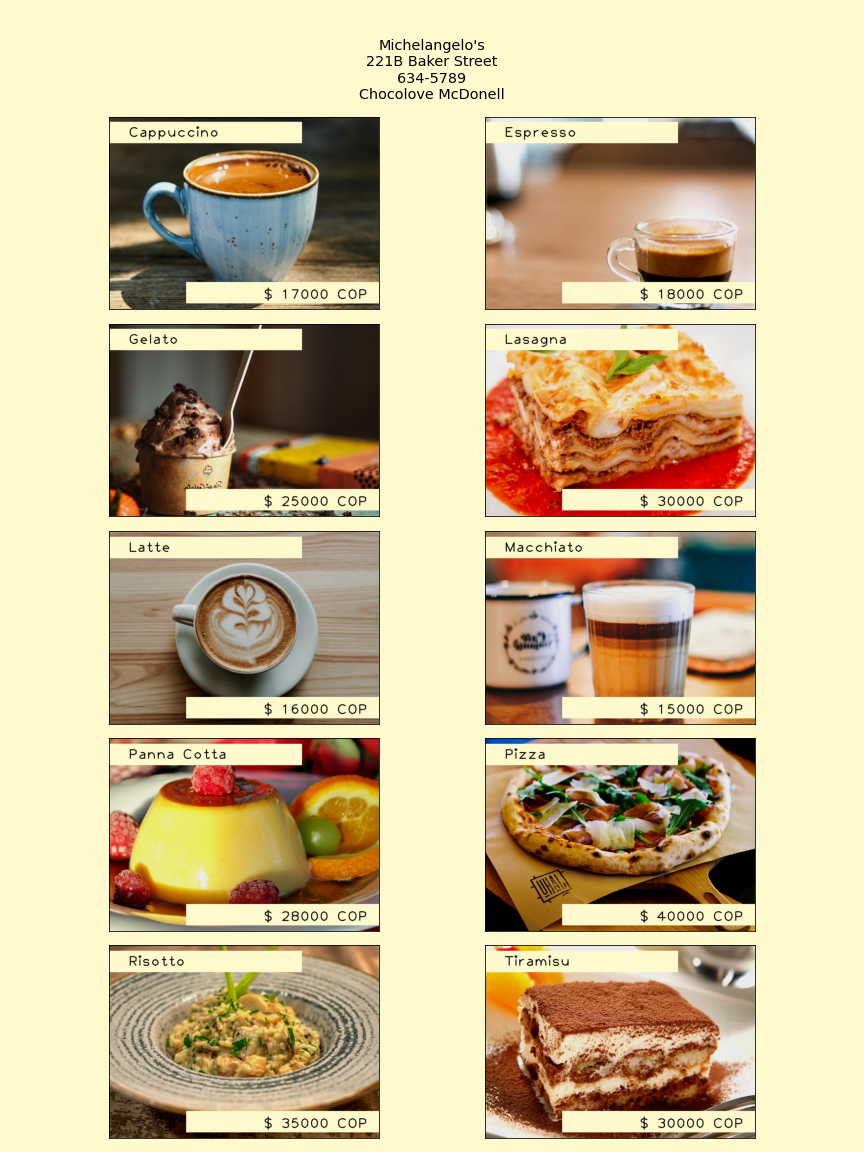 Michelangelo's
221B Baker Street
634-5789
Chocolove McDonell
Cappuccino
$ 17000 COP
Espresso
$ 18000 COP
Gelato
$ 25000 COP
Lasagna
$ 30000 COP
Latte
$ 16000 COP
Macchiato
$ 15000 COP
Panna Cotta
$ 28000 COP
Pizza
$ 40000 COP
Risotto
$ 35000 COP
Tiramisu
$ 30000 COP